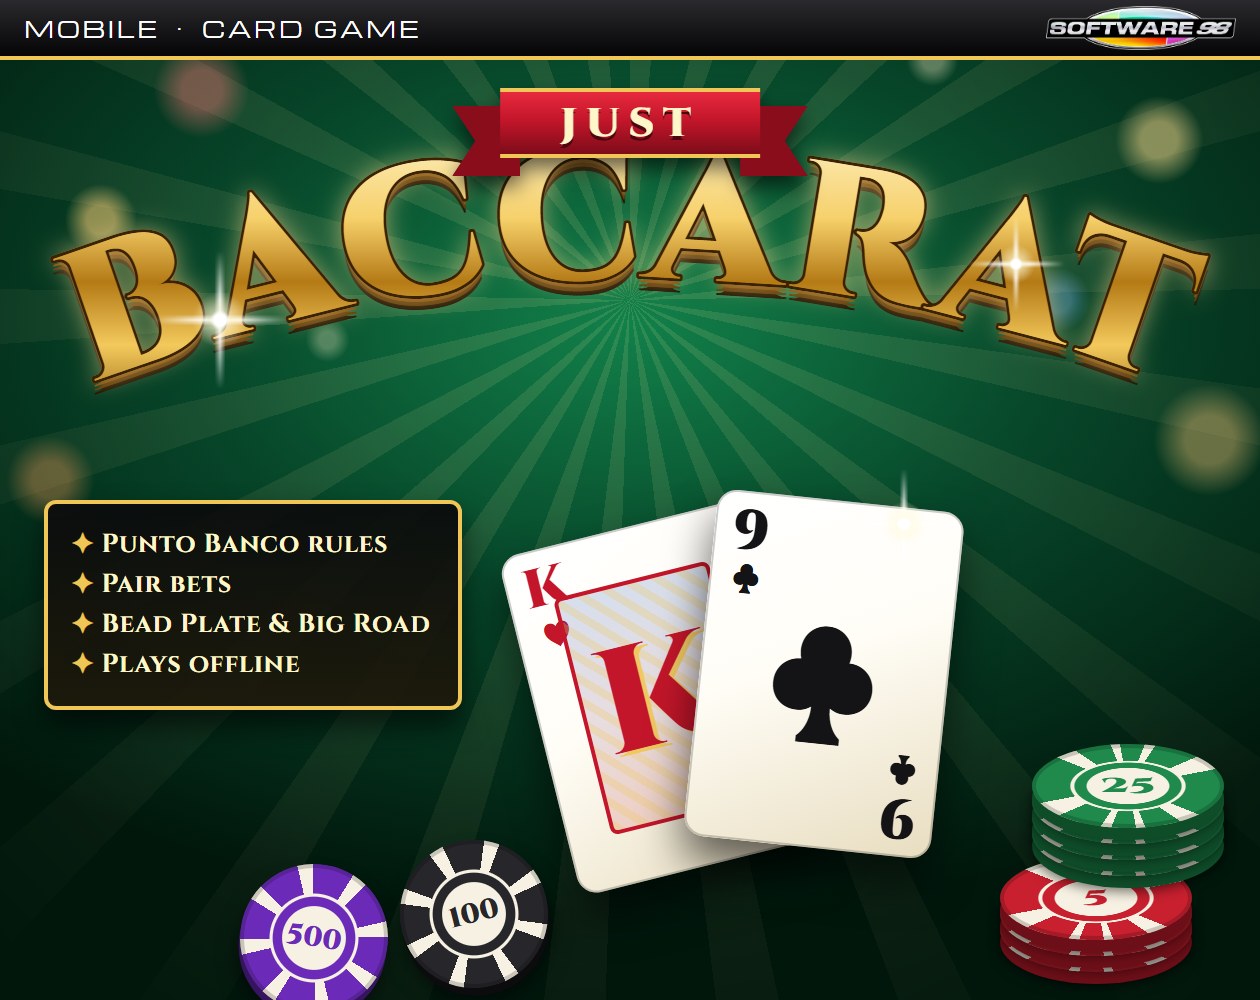 MOBILE · CARD GAME
SOFTWARE 98
JUST
BACCARAT
PUNTO BANCO RULES
PAIR BETS
BEAD PLATE & BIG ROAD
PLAYS OFFLINE
K
K
9
9
25
5
500
100